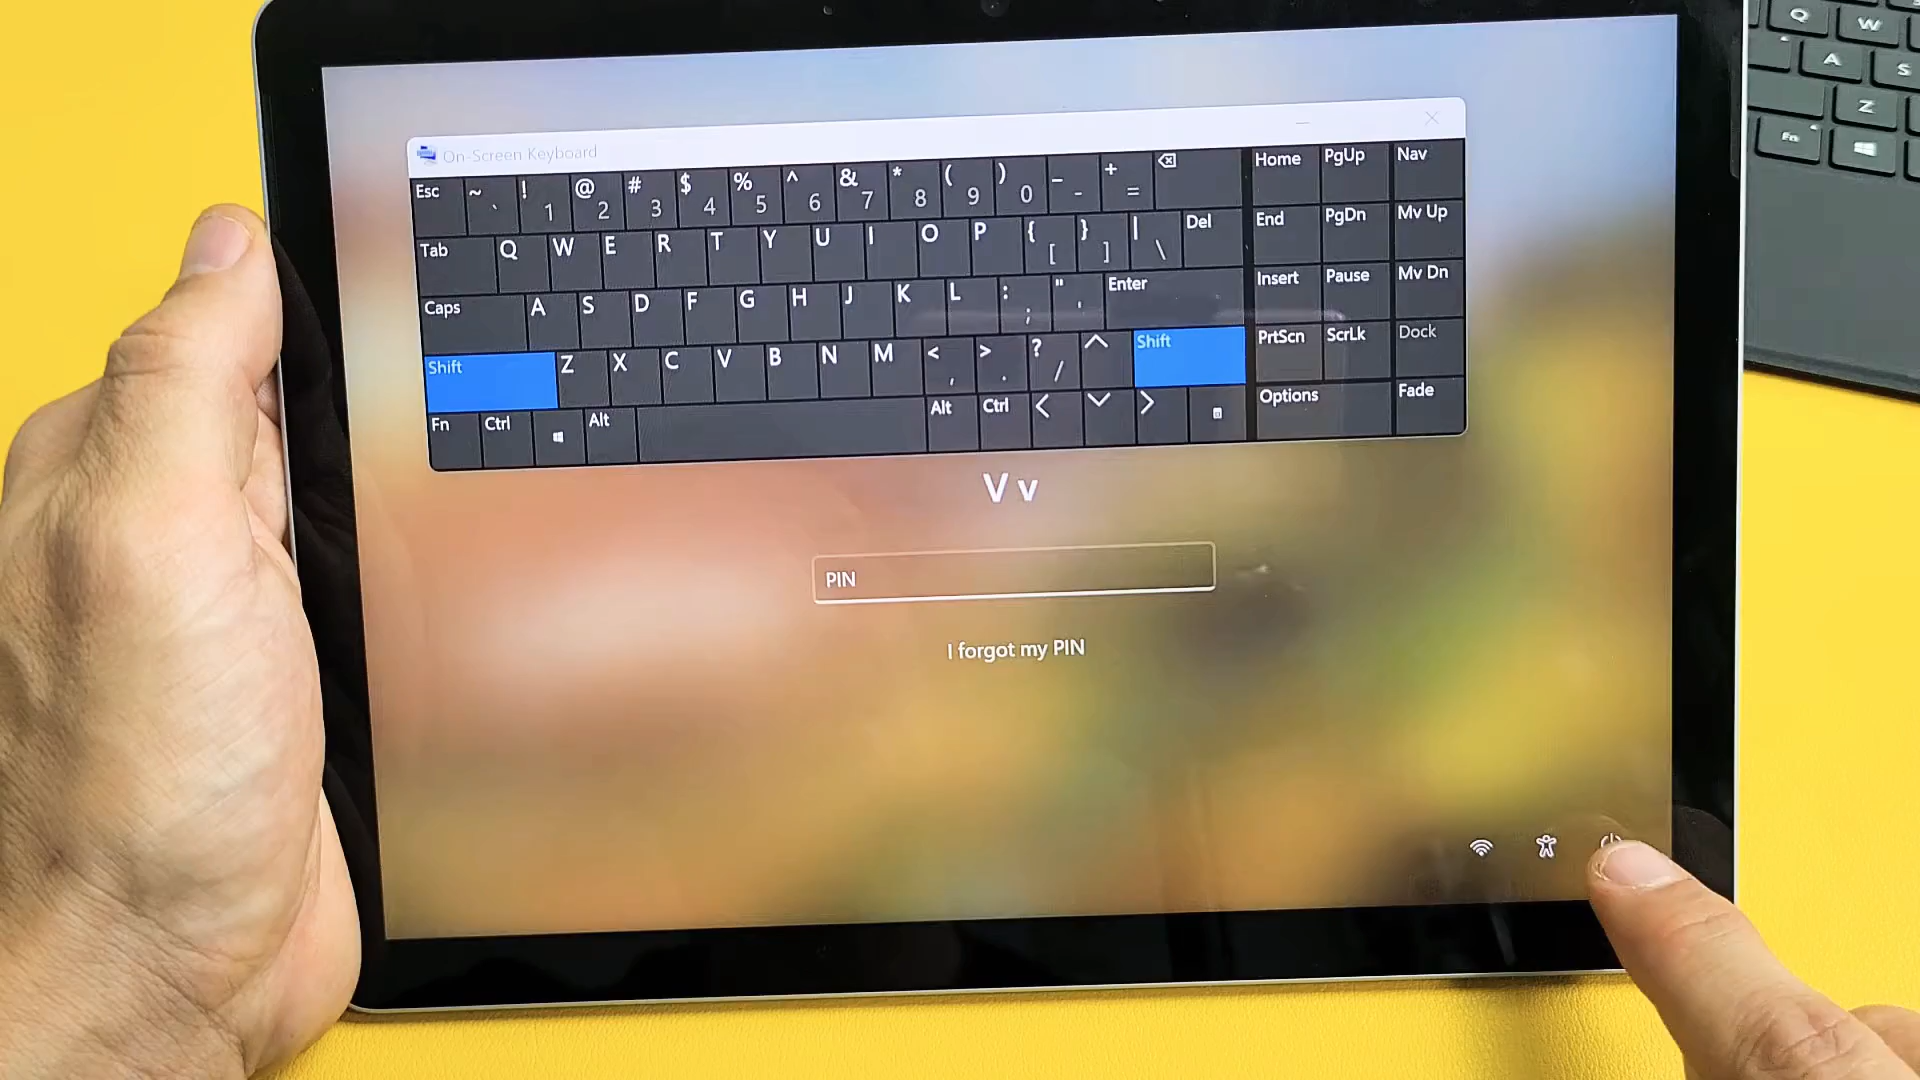 On-Screen Keyboard
Esc ~ ` ! 1 @ 2 # 3 $ 4 % 5 ^ 6 & 7 * 8 ( 9 ) 0 _ - + = Home PgUp Nav
Tab Q W E R T Y U I O P { [ } ] | \ Del End PgDn Mv Up
Caps A S D F G H J K L : ; " ' Enter Insert Pause Mv Dn
Shift Z X C V B N M < , > . ? / Shift PrtScn ScrLk Dock
Fn Ctrl Alt Alt Ctrl Options Fade
V v
PIN
I forgot my PIN
Q W
A S
Z
Fn